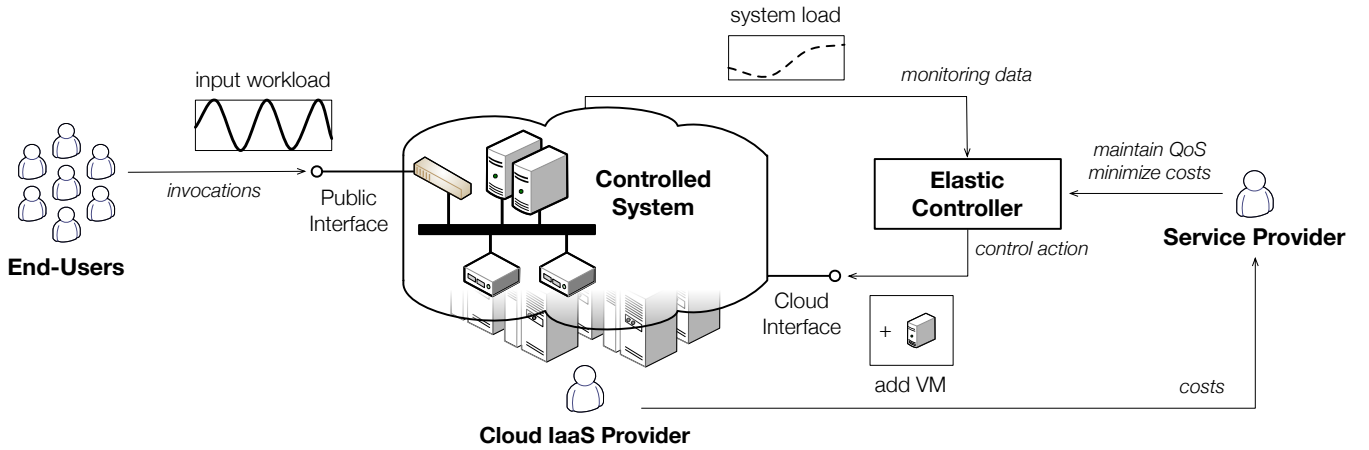 system load
input workload
monitoring data
invocations
Public
Interface
Controlled
System
Elastic
Controller
maintain QoS
minimize costs
End-Users
Service Provider
control action
Cloud
Interface
+
add VM
costs
Cloud IaaS Provider